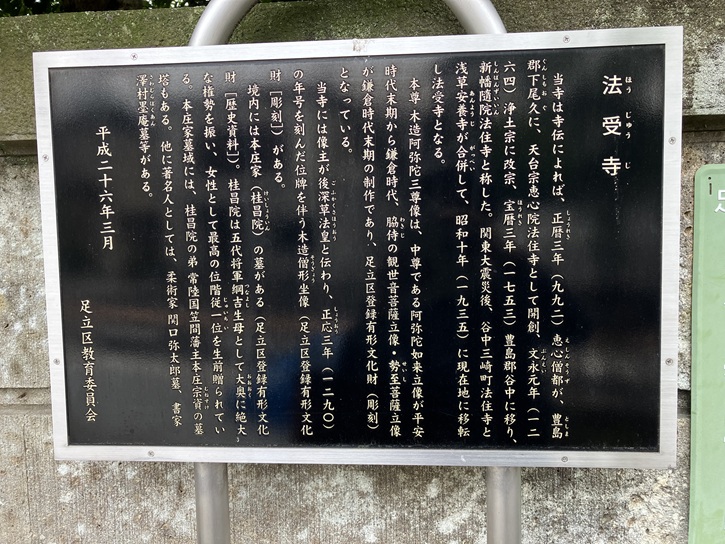 法受寺
当寺は寺伝によれば、正暦三年（九九二）恵心僧都が、豊島
郡下尾久に、天台宗恵心院法住寺として開創、文永元年（一二
六四）浄土宗に改宗、宝暦三年（一七五三）豊島郡谷中に移り、
新幡随院法住寺と称した。関東大震災後、谷中三崎町法住寺と
浅草安養寺が合併して、昭和十年（一九三五）に現在地に移転
し法受寺となる。
本尊 木造阿弥陀三尊像は、中尊である阿弥陀如来立像が平安
時代末期から鎌倉時代、脇侍の観世音菩薩立像・勢至菩薩立像
が鎌倉時代末期の制作であり、足立区登録有形文化財（彫刻）
となっている。
当寺には像主が後深草法皇と伝わり、正応三年（一二九〇）
の年号を刻んだ位牌を伴う木造僧形坐像（足立区登録有形文化
財［彫刻］）がある。
境内には本庄家（桂昌院）の墓がある（足立区登録有形文化
財［歴史資料］）。桂昌院は五代将軍綱吉生母として大奥に絶大
な権勢を振い、女性として最高の位階従一位を生前贈られてい
る。本庄家墓域には、桂昌院の弟 常陸国笠間藩主本庄宗資の墓
塔もある。他に著名人としては、柔術家 関口弥太郎墓、書家
澤村墨庵墓等がある。
平成二十六年三月
足立区教育委員会
足